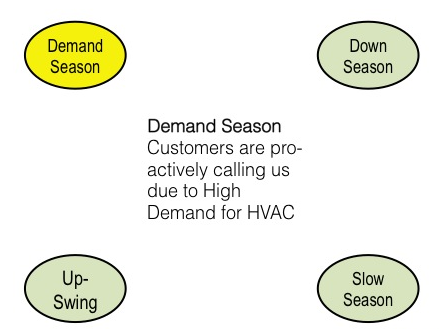 Demand
Season
Down
Season
Demand Season
Customers are pro-
actively calling us
due to High
Demand for HVAC
Up-
Swing
Slow
Season